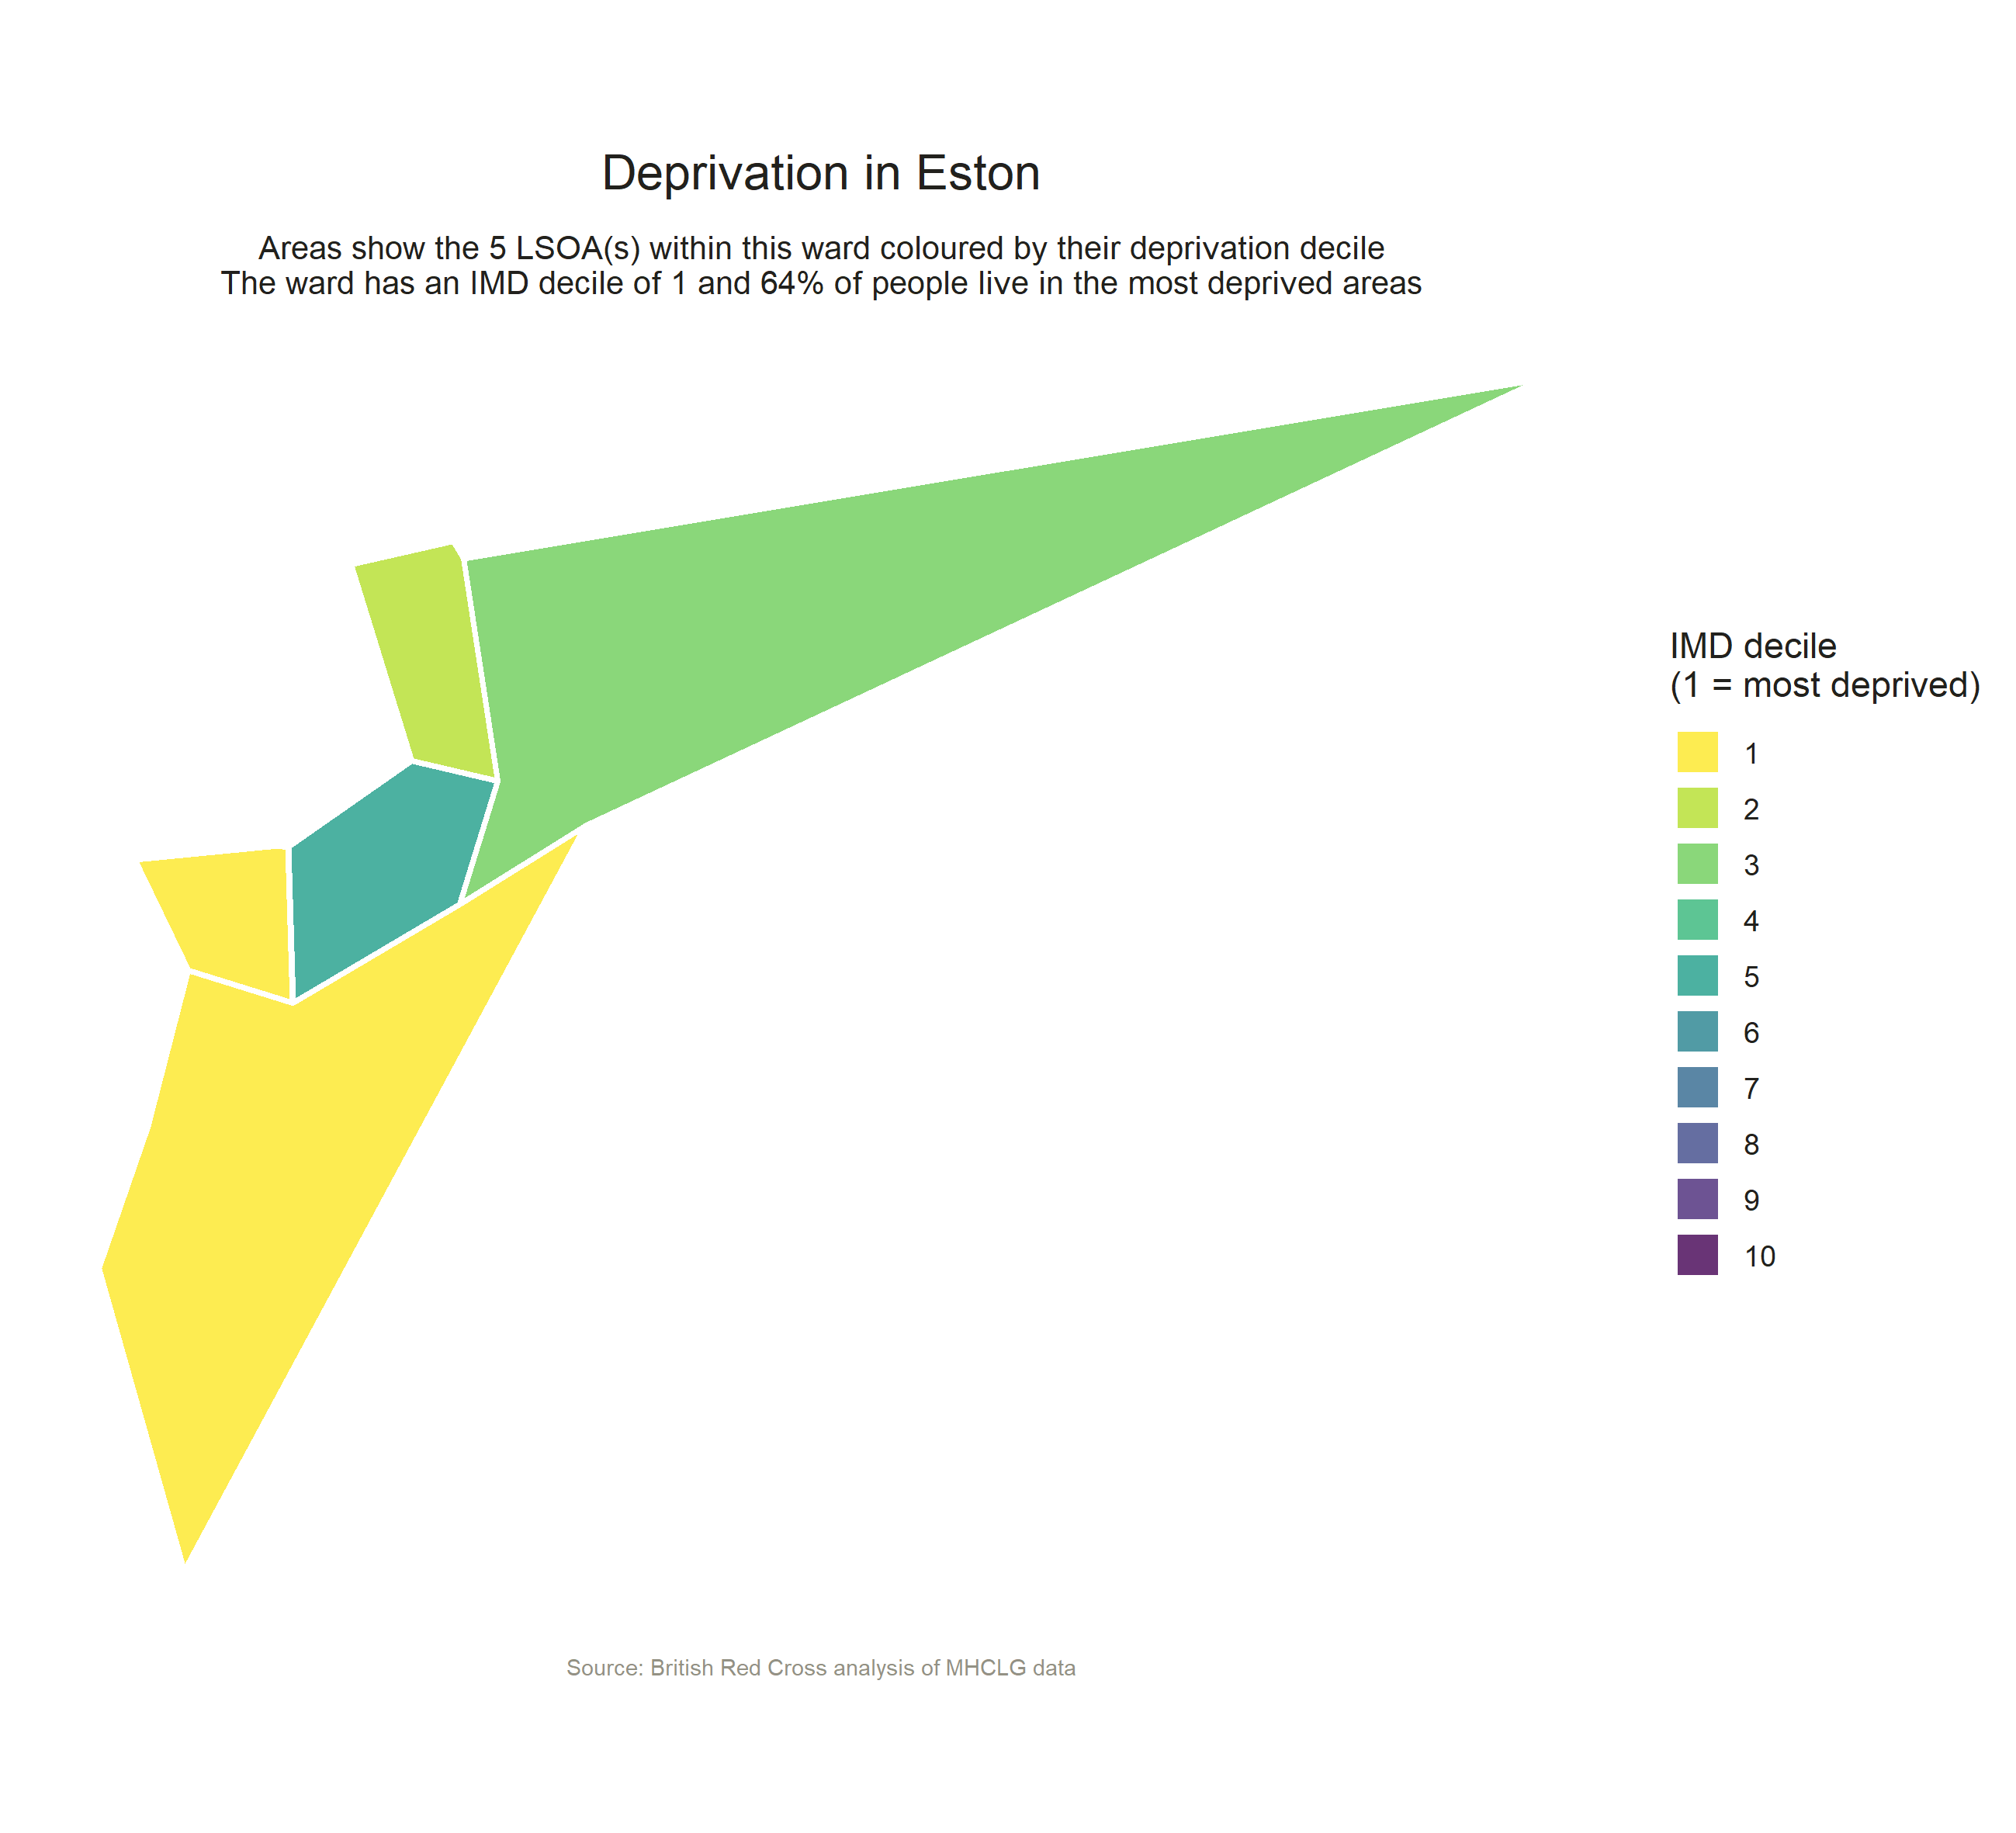 Deprivation in Eston
Areas show the 5 LSOA(s) within this ward coloured by their deprivation decile
The ward has an IMD decile of 1 and 64% of people live in the most deprived areas
IMD decile
(1 = most deprived)
1
2
3
4
5
6
7
8
9
10
Source: British Red Cross analysis of MHCLG data